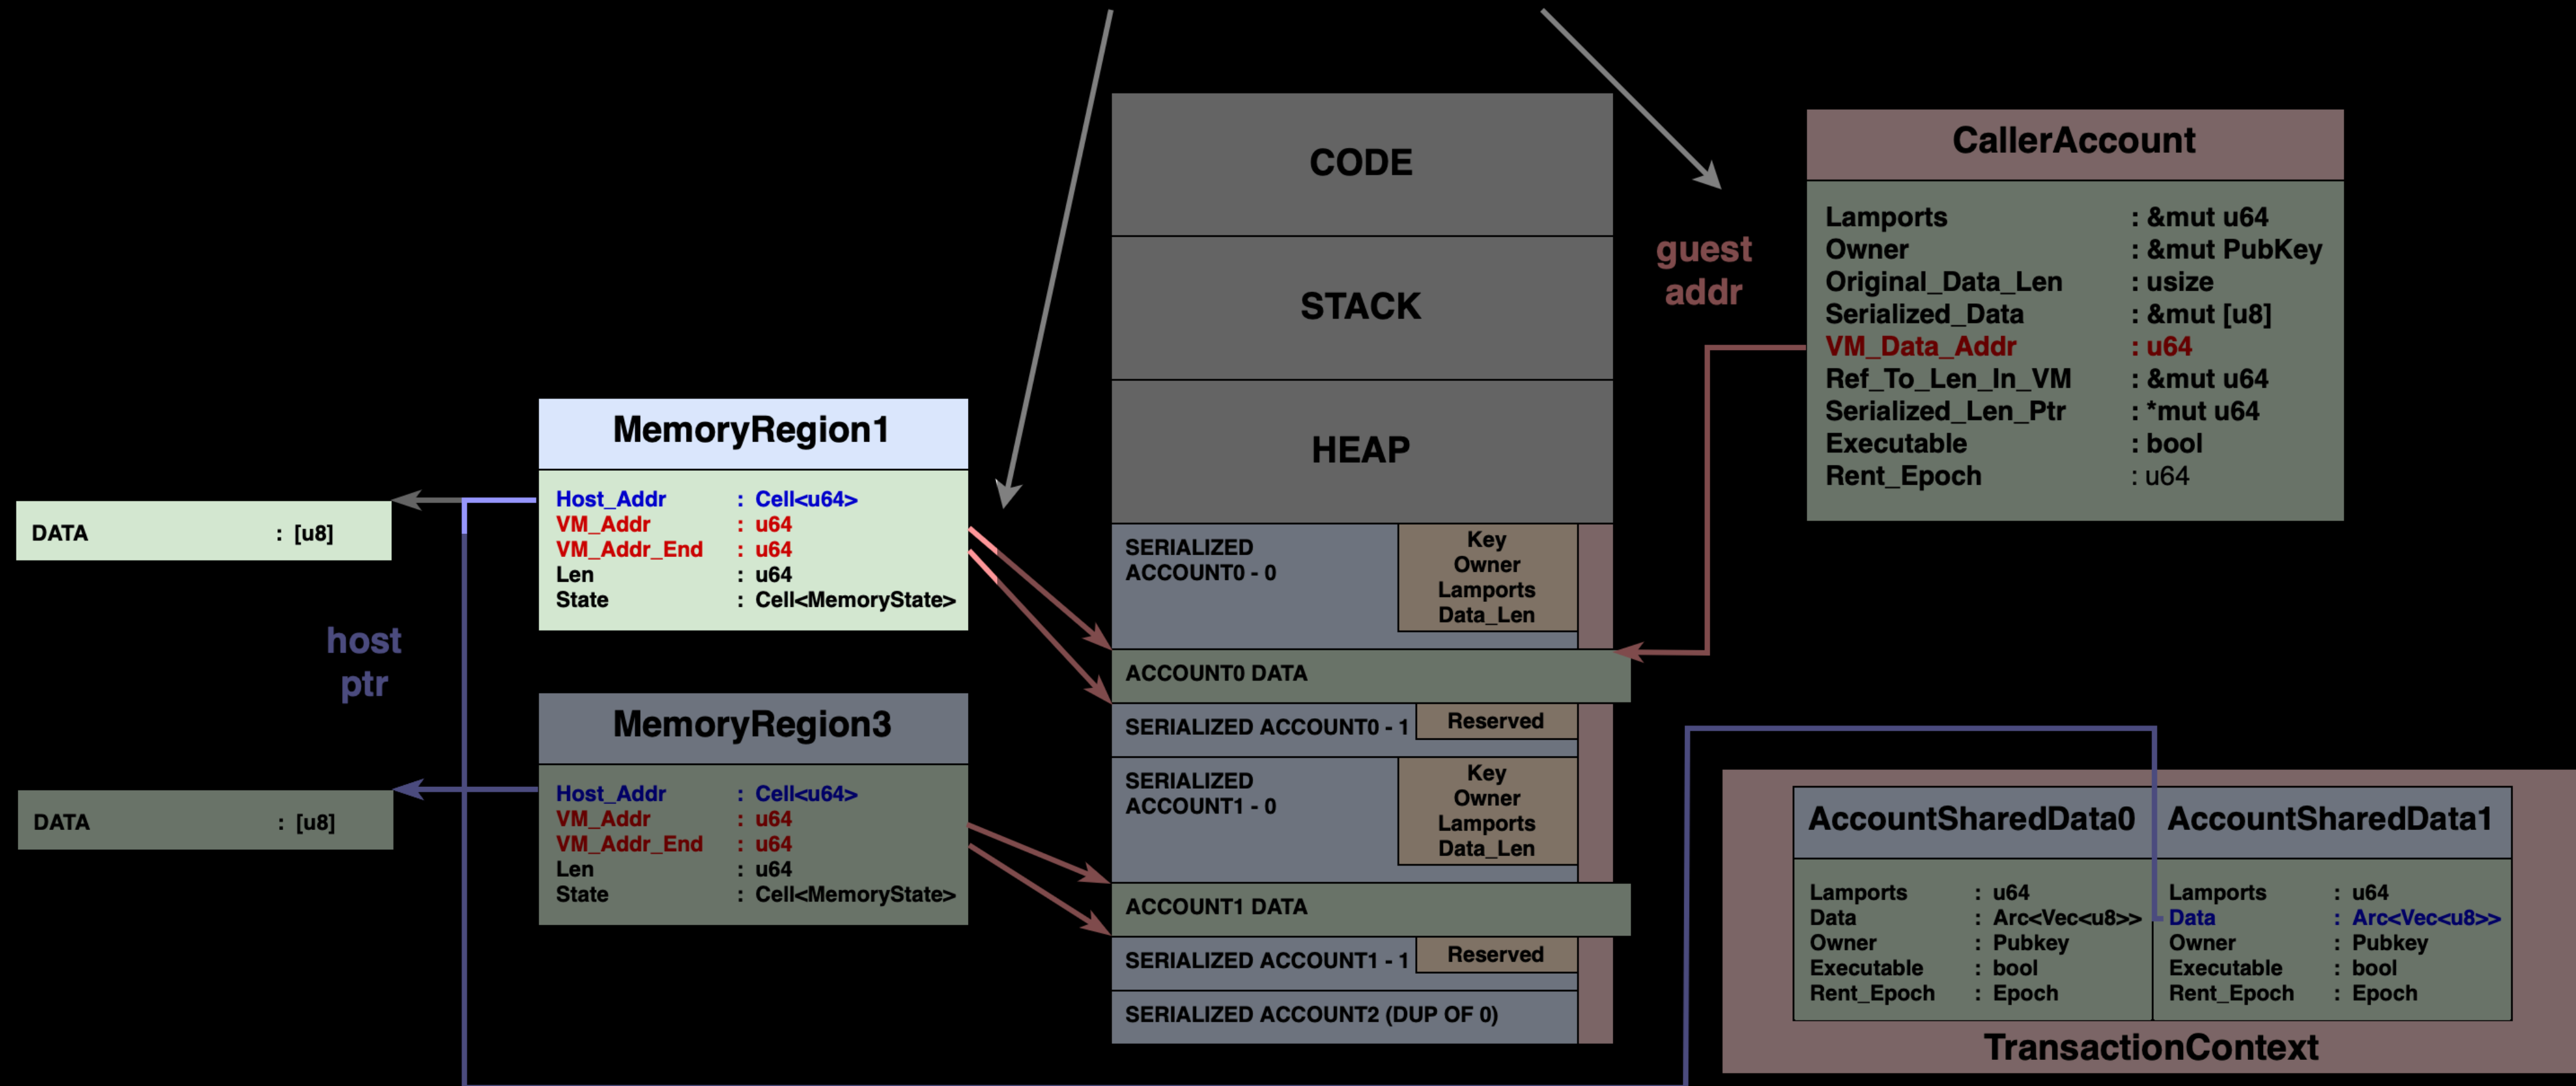 CODE
STACK
HEAP
guest
addr
CallerAccount
Lamports : &mut u64
Owner : &mut PubKey
Original_Data_Len : usize
Serialized_Data : &mut [u8]
VM_Data_Addr : u64
Ref_To_Len_In_VM : &mut u64
Serialized_Len_Ptr : *mut u64
Executable : bool
Rent_Epoch : u64
MemoryRegion1
Host_Addr : Cell<u64>
VM_Addr : u64
VM_Addr_End : u64
Len : u64
State : Cell<MemoryState>
DATA : [u8]
host
ptr
MemoryRegion3
Host_Addr : Cell<u64>
VM_Addr : u64
VM_Addr_End : u64
Len : u64
State : Cell<MemoryState>
DATA : [u8]
SERIALIZED
ACCOUNT0 - 0
Key
Owner
Lamports
Data_Len
ACCOUNT0 DATA
SERIALIZED ACCOUNT0 - 1
Reserved
SERIALIZED
ACCOUNT1 - 0
Key
Owner
Lamports
Data_Len
ACCOUNT1 DATA
SERIALIZED ACCOUNT1 - 1
Reserved
SERIALIZED ACCOUNT2 (DUP OF 0)
AccountSharedData0
Lamports : u64
Data : Arc<Vec<u8>>
Owner : Pubkey
Executable : bool
Rent_Epoch : Epoch
AccountSharedData1
Lamports : u64
Data : Arc<Vec<u8>>
Owner : Pubkey
Executable : bool
Rent_Epoch : Epoch
TransactionContext